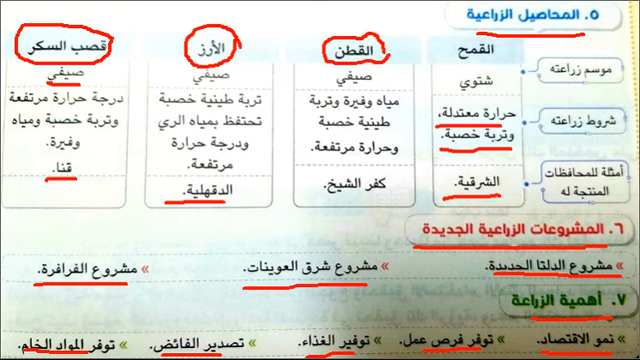 ٥. المحاصيل الزراعية
القمح
القطن
الأرز
قصب السكر
موسم زراعته
شتوي
صيفي
صيفي
صيفي
شروط زراعته
حرارة معتدلة،
وتربة خصبة.
مياه وفيرة وتربة
طينية خصبة
وحرارة مرتفعة.
تربة طينية خصبة
تحتفظ بمياه الري
ودرجة حرارة
مرتفعة.
درجة حرارة مرتفعة
وتربة خصبة ومياه
وفيرة.
أمثلة للمحافظات
المنتجة له
الشرقية.
كفر الشيخ.
الدقهلية.
قنا.
٦. المشروعات الزراعية الجديدة
» مشروع الدلتا الجديدة. » مشروع شرق العوينات. » مشروع الفرافرة.
٧. أهمية الزراعة
» نمو الاقتصاد. » توفر فرص عمل. » توفير الغذاء. » تصدير الفائض. » توفر المواد الخام.